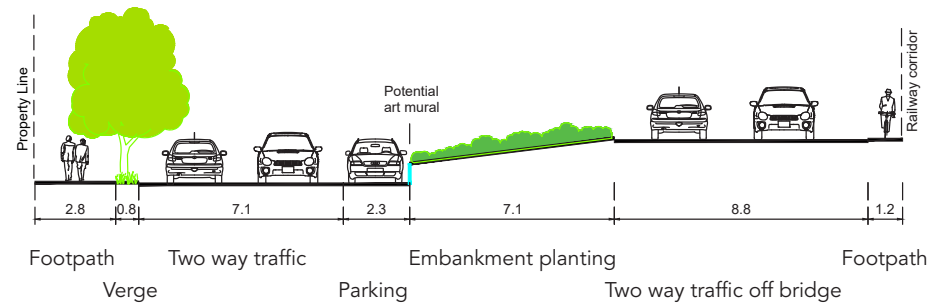 Property Line
Potential
art mural
Railway corridor
2.8
0.8
7.1
2.3
7.1
8.8
1.2
Footpath
Two way traffic
Embankment planting
Footpath
Verge
Parking
Two way traffic off bridge